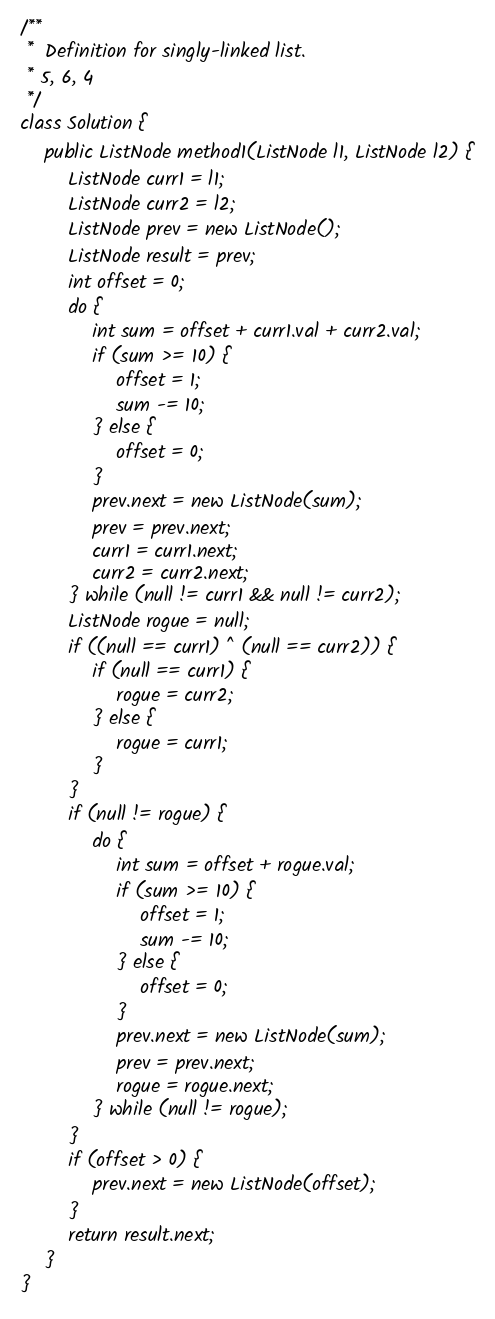 /**
 *  Definition for singly-linked list.
 * 5, 6, 4
 */
class Solution {
    public ListNode method1(ListNode l1, ListNode l2) {
        ListNode curr1 = l1;
        ListNode curr2 = l2;
        ListNode prev = new ListNode();
        ListNode result = prev;
        int offset = 0;
        do {
            int sum = offset + curr1.val + curr2.val;
            if (sum >= 10) {
                offset = 1;
                sum -= 10;
            } else {
                offset = 0;
            }
            prev.next = new ListNode(sum);
            prev = prev.next;
            curr1 = curr1.next;
            curr2 = curr2.next;
        } while (null != curr1 && null != curr2);
        ListNode rogue = null;
        if ((null == curr1) ^ (null == curr2)) {
            if (null == curr1) {
                rogue = curr2;
            } else {
                rogue = curr1;
            }
        }
        if (null != rogue) {
            do {
                int sum = offset + rogue.val;
                if (sum >= 10) {
                    offset = 1;
                    sum -= 10;
                } else {
                    offset = 0;
                }
                prev.next = new ListNode(sum);
                prev = prev.next;
                rogue = rogue.next;
            } while (null != rogue);
        }
        if (offset > 0) {
            prev.next = new ListNode(offset);
        }
        return result.next;
    }
}